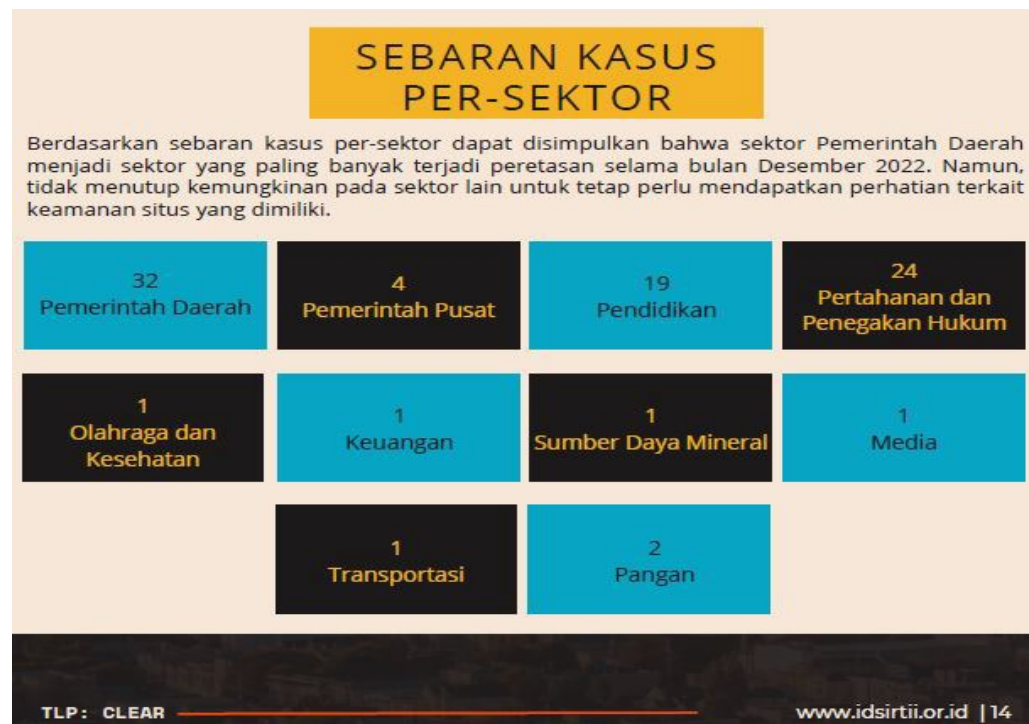 SEBARAN KASUS
PER-SEKTOR
Berdasarkan sebaran kasus per-sektor dapat disimpulkan bahwa sektor Pemerintah Daerah
menjadi sektor yang paling banyak terjadi peretasan selama bulan Desember 2022. Namun,
tidak menutup kemungkinan pada sektor lain untuk tetap perlu mendapatkan perhatian terkait
keamanan situs yang dimiliki.
32
Pemerintah Daerah
4
Pemerintah Pusat
19
Pendidikan
24
Pertahanan dan
Penegakan Hukum
1
Olahraga dan
Kesehatan
1
Keuangan
1
Sumber Daya Mineral
1
Media
1
Transportasi
2
Pangan
TLP: CLEAR
www.idsirtii.or.id |14